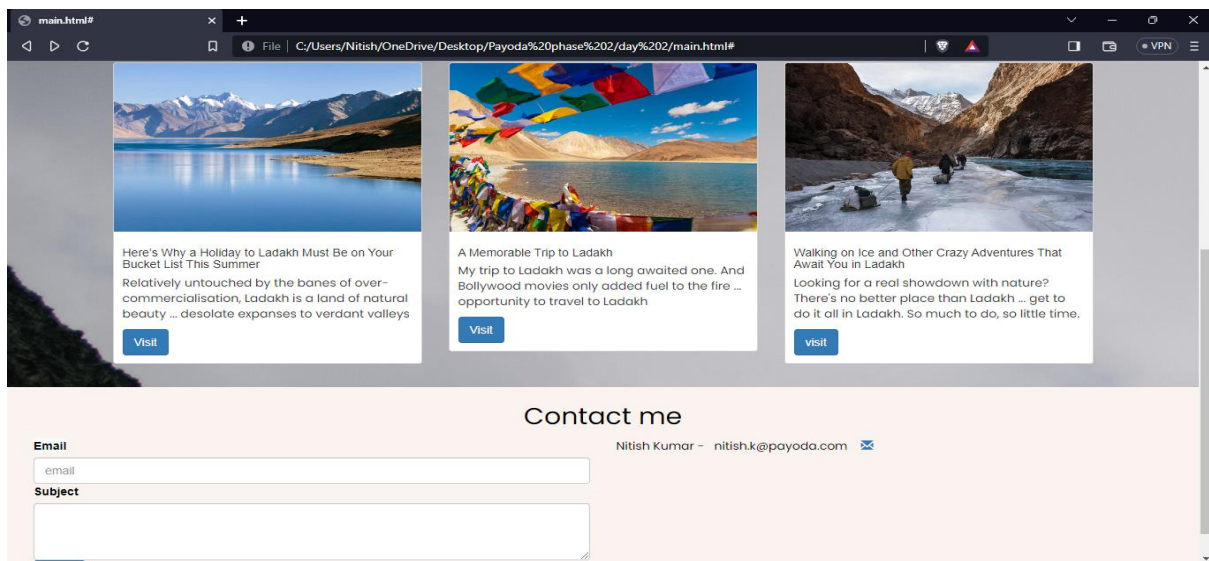 main.html#
File C:/Users/Nitish/OneDrive/Desktop/Payoda%20phase%202/day%202/main.html#
VPN
Here's Why a Holiday to Ladakh Must Be on Your
Bucket List This Summer
Relatively untouched by the banes of over-
commercialisation, Ladakh is a land of natural
beauty ... desolate expanses to verdant valleys
Visit
A Memorable Trip to Ladakh
My trip to Ladakh was a long awaited one. And
Bollywood movies only added fuel to the fire ...
opportunity to travel to Ladakh
Visit
Walking on Ice and Other Crazy Adventures That
Await You in Ladakh
Looking for a real showdown with nature?
There's no better place than Ladakh ... get to
do it all in Ladakh. So much to do, so little time.
visit
Contact me
Email
email
Subject
Nitish Kumar - nitish.k@payoda.com